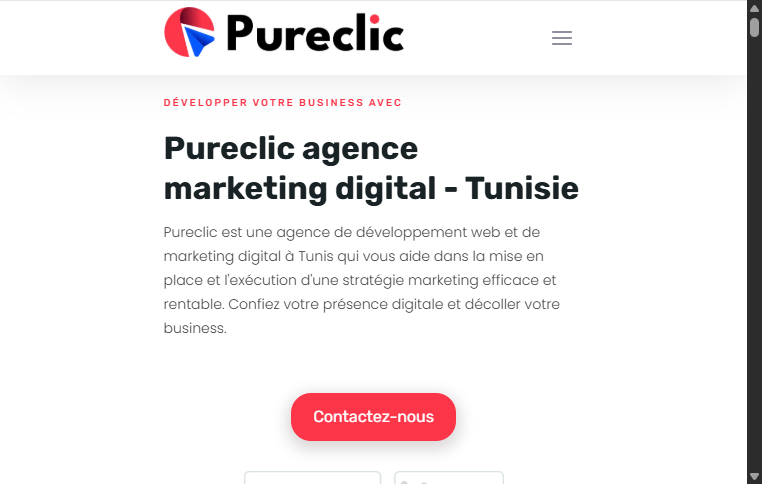 Pureclic
DÉVELOPPER VOTRE BUSINESS AVEC
Pureclic agence
marketing digital - Tunisie
Pureclic est une agence de développement web et de
marketing digital à Tunis qui vous aide dans la mise en
place et l'exécution d'une stratégie marketing efficace et
rentable. Confiez votre présence digitale et décoller votre
business.
Contactez-nous